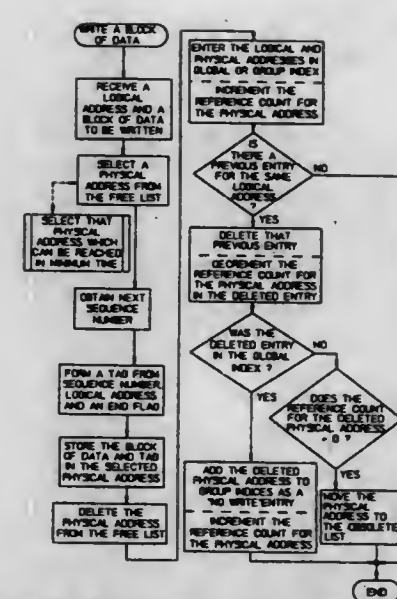 WRITE A BLOCK
OF DATA
RECEIVE A
LOGICAL
ADDRESS AND A
BLOCK OF DATA
TO BE WRITTEN
SELECT A
PHYSICAL
ADDRESS FROM
THE FREE LIST
SELECT THAT
PHYSICAL
ADDRESS WHICH
CAN BE REACHED
IN MINIMUM TIME
OBTAIN NEXT
SEQUENCE
NUMBER
FORM A TAG FROM
SEQUENCE NUMBER,
LOGICAL ADDRESS
AND AN END FLAG
STORE THE BLOCK
OF DATA AND TAG
IN THE SELECTED
PHYSICAL ADDRESS
DELETE THE
PHYSICAL ADDRESS
FROM THE FREE LIST
ENTER THE LOGICAL AND
PHYSICAL ADDRESSES IN
GLOBAL OR GROUP INDEX
INCREMENT THE
REFERENCE COUNT FOR
THE PHYSICAL ADDRESS
IS
THERE A
PREVIOUS ENTRY
FOR THE SAME
LOGICAL
ADDRESS
?
NO
YES
DELETE THAT
PREVIOUS ENTRY
DECREMENT THE
REFERENCE COUNT FOR
THE PHYSICAL ADDRESS
IN THE DELETED ENTRY
WAS THE
DELETED ENTRY
IN THE GLOBAL
INDEX ?
NO
YES
DOES THE
REFERENCE COUNT
FOR THE DELETED
PHYSICAL ADDRESS
= 0 ?
YES
ADD THE DELETED
PHYSICAL ADDRESS TO
GROUP INDICES AS A
"NO WRITE" ENTRY
INCREMENT THE
REFERENCE COUNT FOR
THE PHYSICAL ADDRESS
MOVE THE
PHYSICAL
ADDRESS TO
THE OBSOLETE
LIST
END